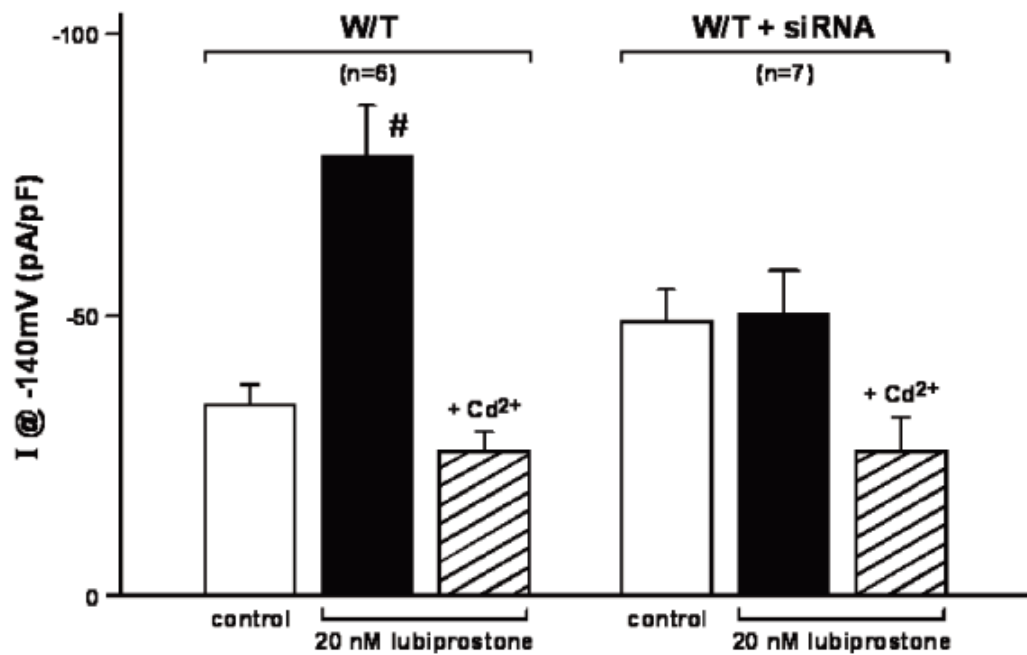 I @ -140mV (pA/pF)
-100
-50
0
W/T
(n=6)
#
+ Cd²⁺
control
20 nM lubiprostone
W/T + siRNA
(n=7)
+ Cd²⁺
control
20 nM lubiprostone